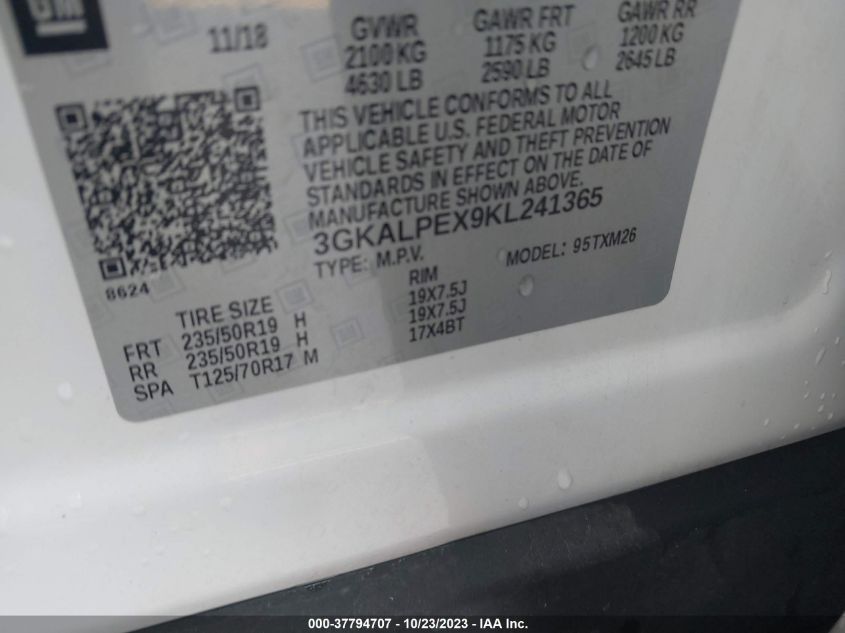 GM
11/18
GVWR
2100 KG
4630 LB
GAWR FRT
1175 KG
2590 LB
GAWR RR
1200 KG
2645 LB
THIS VEHICLE CONFORMS TO ALL
APPLICABLE U.S. FEDERAL MOTOR
VEHICLE SAFETY AND THEFT PREVENTION
STANDARDS IN EFFECT ON THE DATE OF
MANUFACTURE SHOWN ABOVE.
3GKALPEX9KL241365
TYPE: M.P.V.
MODEL: 95TXM26
8624
TIRE SIZE
RIM
FRT 235/50R19 H 19X7.5J
RR 235/50R19 H 19X7.5J
SPA T125/70R17 M 17X4BT
000-37794707 - 10/23/2023 - IAA Inc.